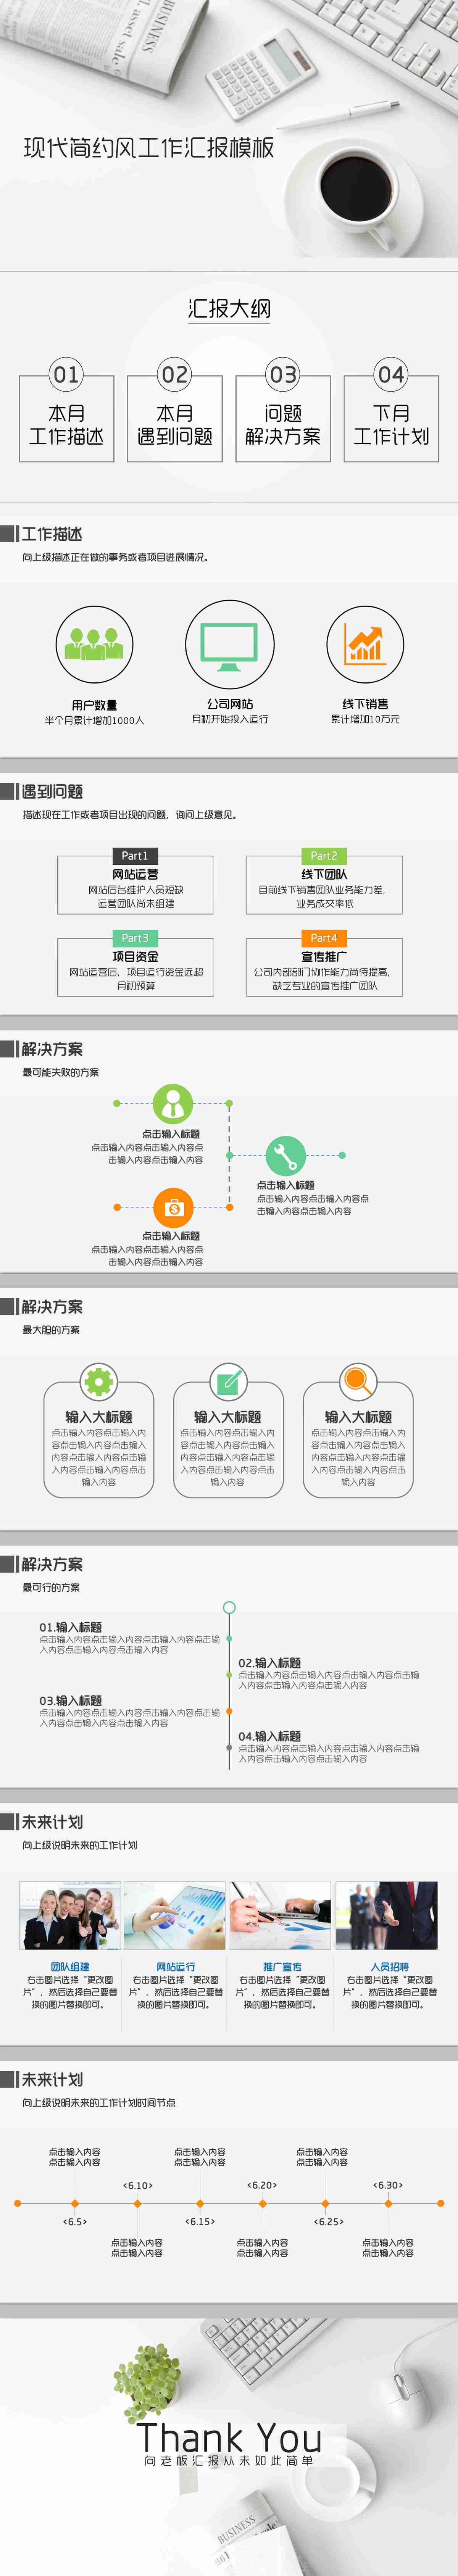 BUSINESS
L, asset sale
现代简约风工作汇报模板
汇报大纲
01
02
03
04
本月
工作描述
本月
遇到问题
问题
解决方案
下月
工作计划
工作描述
向上级描述正在做的事务或者项目进展情况。
用户数量
半个月累计增加1000人
公司网站
月初开始投入运行
线下销售
累计增加10万元
遇到问题
描述现在工作或者项目出现的问题，询问上级意见。
Part1
网站运营
网站后台维护人员短缺
运营团队尚未组建
Part2
线下团队
目前线下销售团队业务能力差，
业务成交率低
Part3
项目资金
网站运营后，项目运行资金远超
月初预算
Part4
宣传推广
公司内部部门协作能力尚待提高，
缺乏专业的宣传推广团队
解决方案
最可能失败的方案
点击输入标题
点击输入内容点击输入内容点
击输入内容点击输入内容
点击输入标题
点击输入内容点击输入内容点
击输入内容点击输入内容
点击输入标题
点击输入内容点击输入内容点
击输入内容点击输入内容
解决方案
最大胆的方案
输入大标题
点击输入内容点击输入内
容点击输入内容点击输入
内容点击输入内容点击输
入内容点击输入内容点击
输入内容
输入大标题
点击输入内容点击输入内
容点击输入内容点击输入
内容点击输入内容点击输
入内容点击输入内容点击
输入内容
输入大标题
点击输入内容点击输入内
容点击输入内容点击输入
内容点击输入内容点击输
入内容点击输入内容点击
输入内容
解决方案
最可行的方案
01.输入标题
点击输入内容点击输入内容点击输入内容点击输
入内容点击输入内容点击输入内容
02.输入标题
点击输入内容点击输入内容点击输入内容点击输
入内容点击输入内容点击输入内容
03.输入标题
点击输入内容点击输入内容点击输入内容点击输
入内容点击输入内容点击输入内容
04.输入标题
点击输入内容点击输入内容点击输入内容点击输
入内容点击输入内容点击输入内容
未来计划
向上级说明未来的工作计划
团队组建
右击图片选择“更改图
片”，然后选择自己要替
换的图片替换即可。
网站运行
右击图片选择“更改图
片”，然后选择自己要替
换的图片替换即可。
推广宣传
右击图片选择“更改图
片”，然后选择自己要替
换的图片替换即可。
人员招聘
右击图片选择“更改图
片”，然后选择自己要替
换的图片替换即可。
未来计划
向上级说明未来的工作计划时间节点
点击输入内容
点击输入内容
点击输入内容
点击输入内容
点击输入内容
点击输入内容
<6.10>
<6.20>
<6.30>
<6.5>
<6.15>
<6.25>
点击输入内容
点击输入内容
点击输入内容
点击输入内容
点击输入内容
点击输入内容
Thank You
向老板汇报从未如此简单
BUSINESS